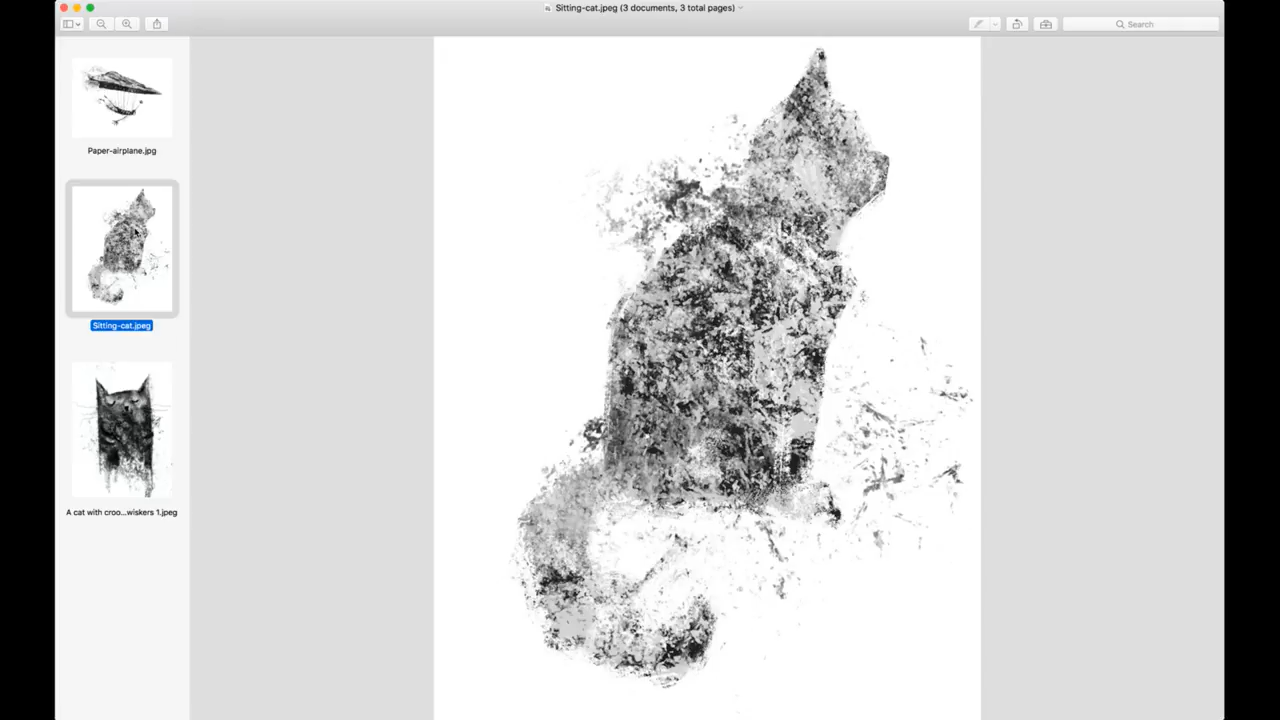 Sitting-cat.jpeg (3 documents, 3 total pages)
Search
Paper-airplane.jpg
Sitting-cat.jpeg
A cat with croo...wiskers 1.jpeg